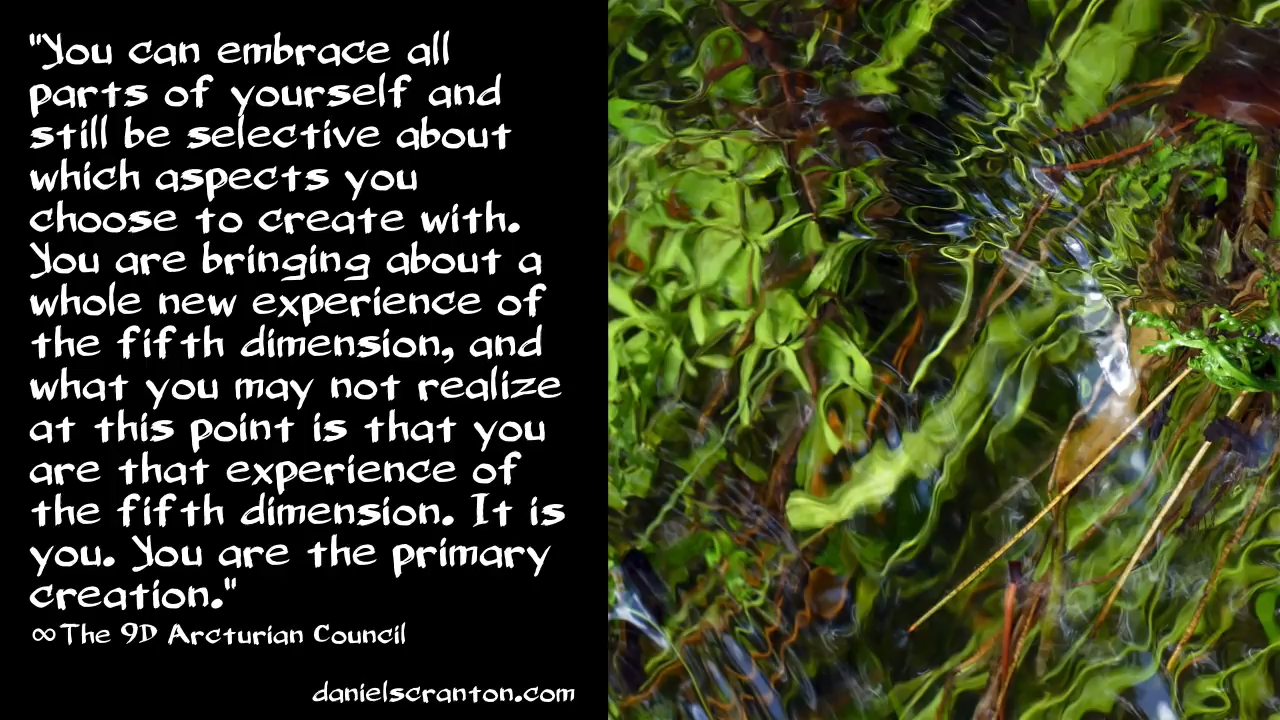 "You can embrace all
parts of yourself and
still be selective about
which aspects you
choose to create with.
You are bringing about a
whole new experience of
the fifth dimension, and
what you may not realize
at this point is that you
are that experience of
the fifth dimension. It is
you. You are the primary
creation."
∞The 9D Arcturian Council
danielscranton.com